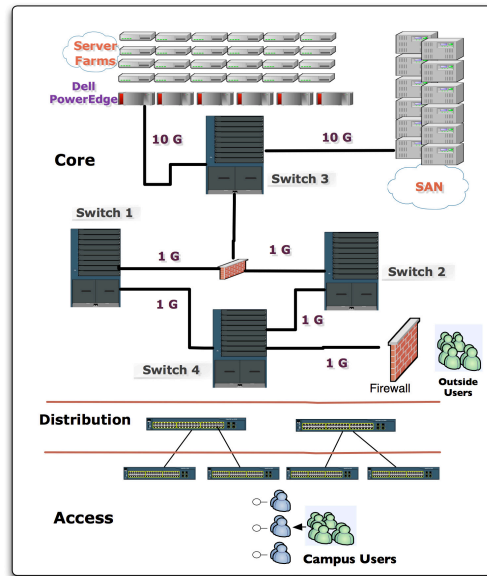 Server
Farms
Dell
PowerEdge
10 G
10 G
Core
Switch 3
SAN
Switch 1
1 G
1 G
Switch 2
1 G
1 G
Switch 4
1 G
Firewall
Outside
Users
Distribution
Access
Campus Users